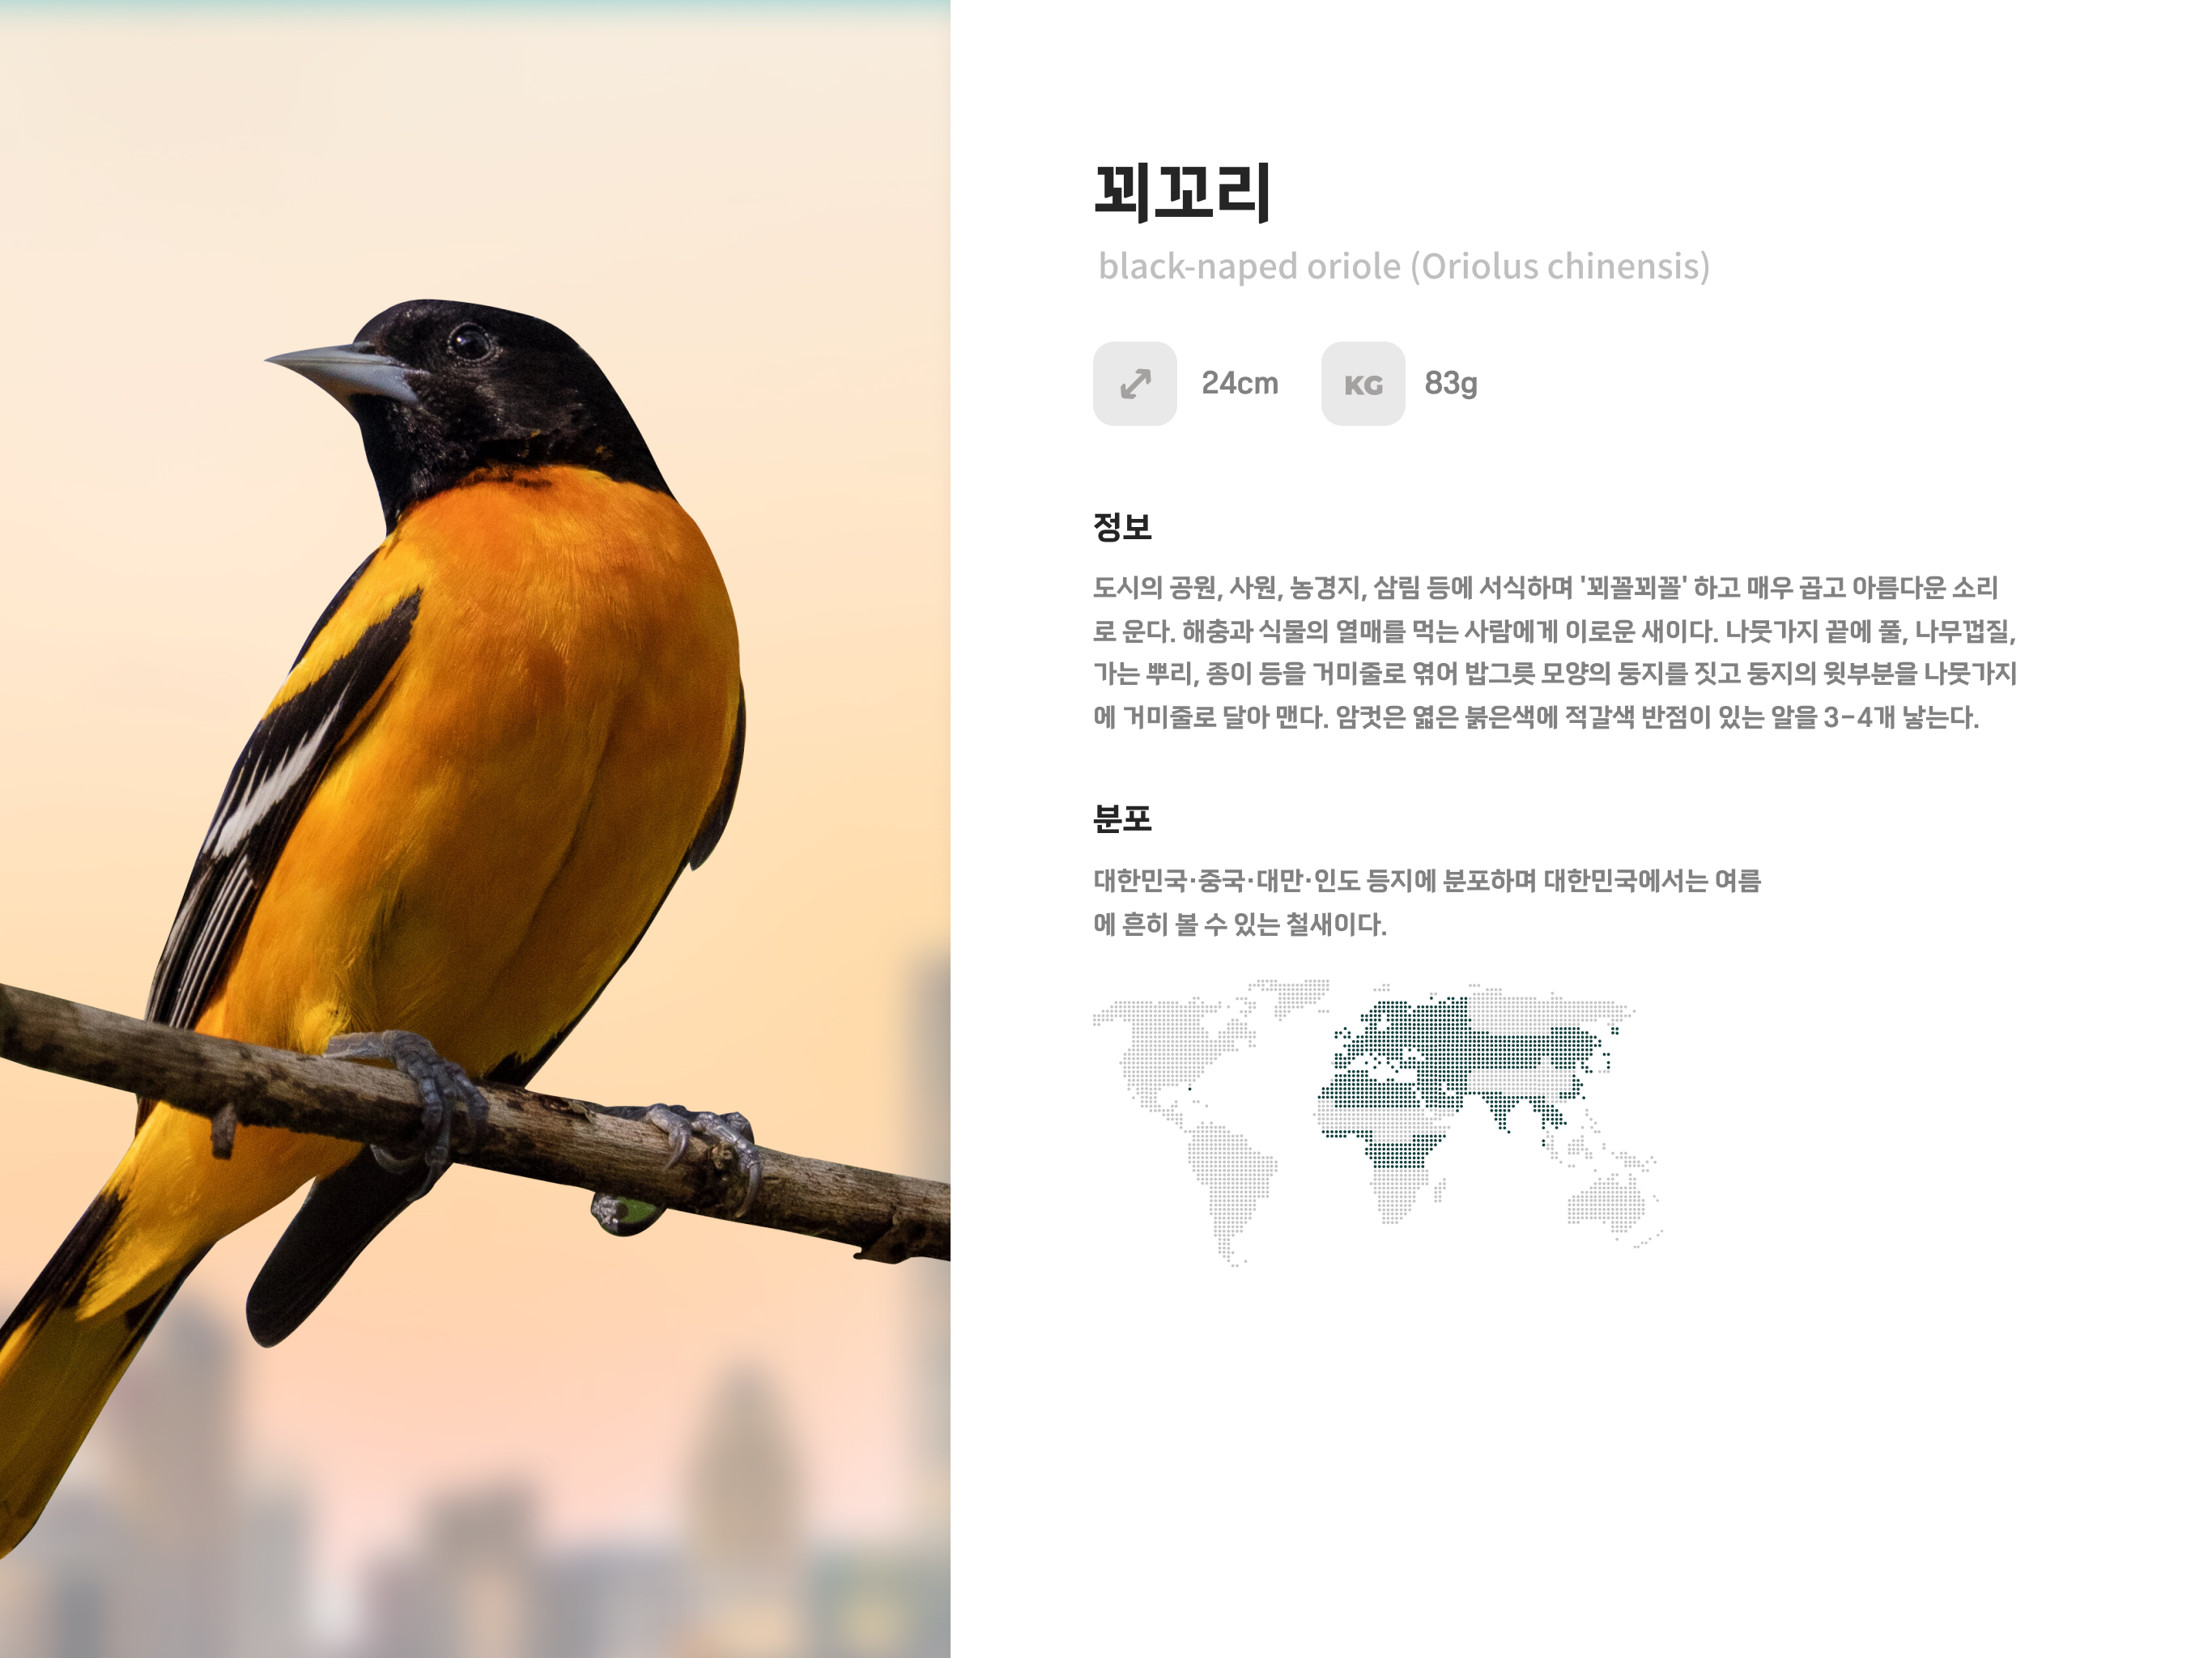 꾀꼬리
black-naped oriole (Oriolus chinensis)
24cm KG 83g
정보
도시의 공원, 사원, 농경지, 삼림 등에 서식하며 '꾀꼴꾀꼴' 하고 매우 곱고 아름다운 소리
로 운다. 해충과 식물의 열매를 먹는 사람에게 이로운 새이다. 나뭇가지 끝에 풀, 나무껍질,
가는 뿌리, 종이 등을 거미줄로 엮어 밥그릇 모양의 둥지를 짓고 둥지의 윗부분을 나뭇가지
에 거미줄로 달아 맨다. 암컷은 엷은 붉은색에 적갈색 반점이 있는 알을 3-4개 낳는다.
분포
대한민국·중국·대만·인도 등지에 분포하며 대한민국에서는 여름
에 흔히 볼 수 있는 철새이다.